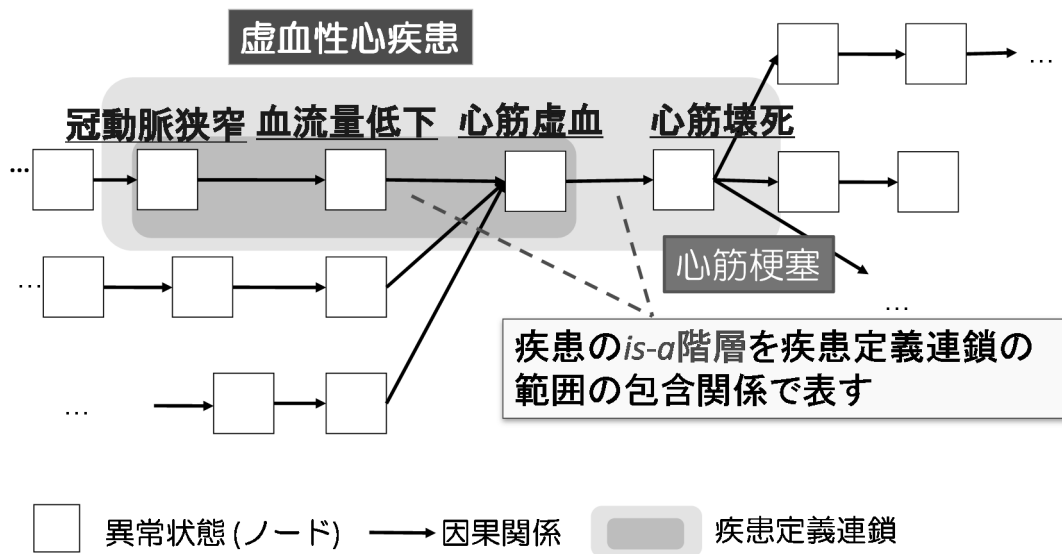 虚血性心疾患
…
冠動脈狭窄 血流量低下 心筋虚血 心筋壊死
…
心筋梗塞
…
…
疾患のis-a階層を疾患定義連鎖の
範囲の包含関係で表す
…
異常状態(ノード) 因果関係 疾患定義連鎖